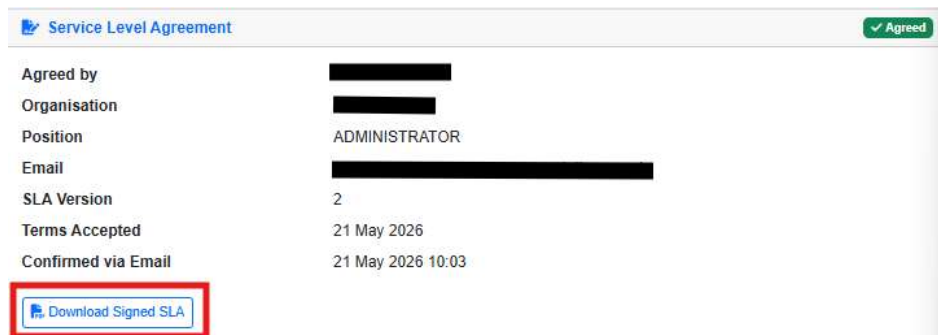 Service Level Agreement
Agreed
Agreed by
Organisation
Position ADMINISTRATOR
Email
SLA Version 2
Terms Accepted 21 May 2026
Confirmed via Email 21 May 2026 10:03
Download Signed SLA